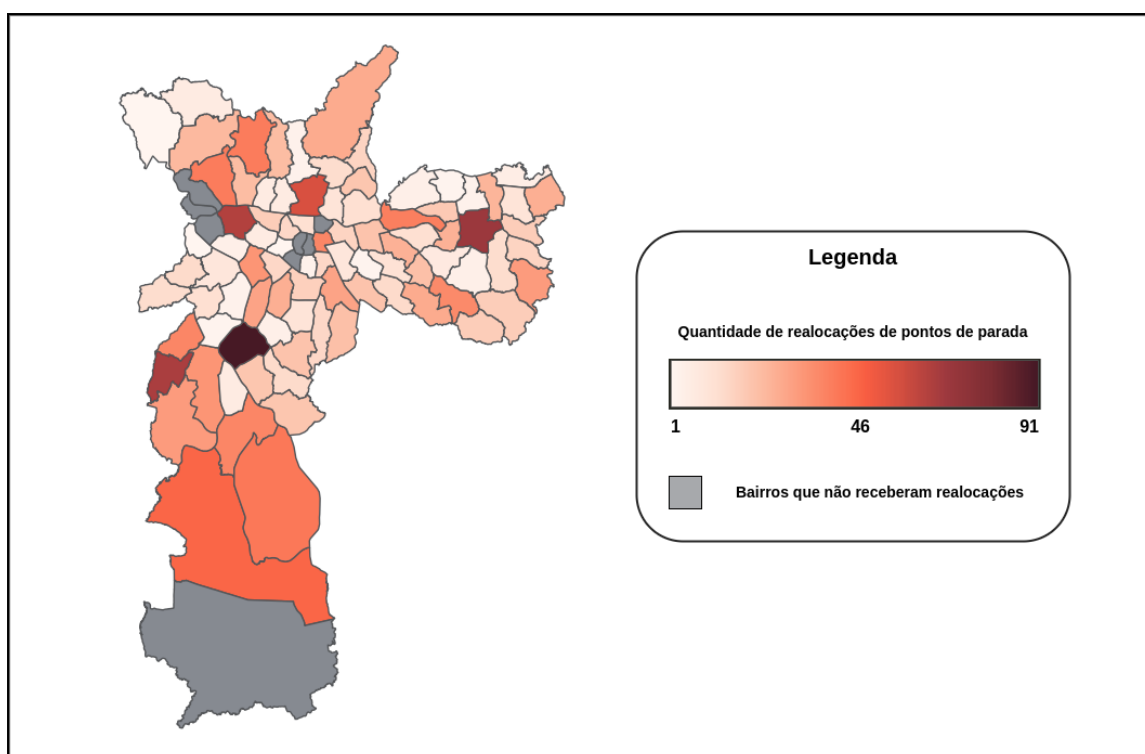 Legenda
Quantidade de realocações de pontos de parada
1 46 91
Bairros que não receberam realocações